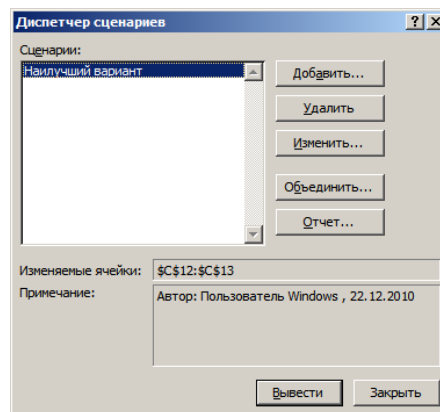 Диспетчер сценариев
Сценарии:
Наилучший вариант
Добавить...
Удалить
Изменить...
Объединить...
Отчет...
Изменяемые ячейки: $C$12:$C$13
Примечание: Автор: Пользователь Windows , 22.12.2010
Вывести Закрыть